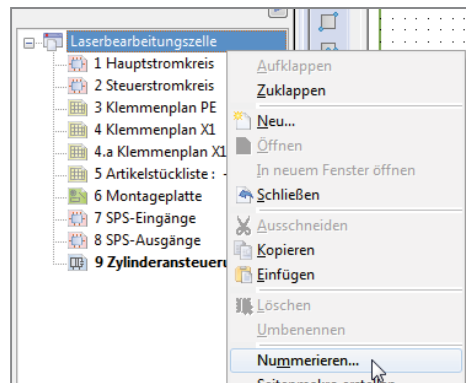 Laserbearbeitungszelle
1 Hauptstromkreis
2 Steuerstromkreis
3 Klemmenplan PE
4 Klemmenplan X1
4.a Klemmenplan X1
5 Artikelstückliste : -
6 Montageplatte
7 SPS-Eingänge
8 SPS-Ausgänge
9 Zylinderansteueru
Aufklappen
Zuklappen
Neu...
Öffnen
In neuem Fenster öffnen
Schließen
Ausschneiden
Kopieren
Einfügen
Löschen
Umbenennen
Nummerieren...
Seitenmakro erstellen